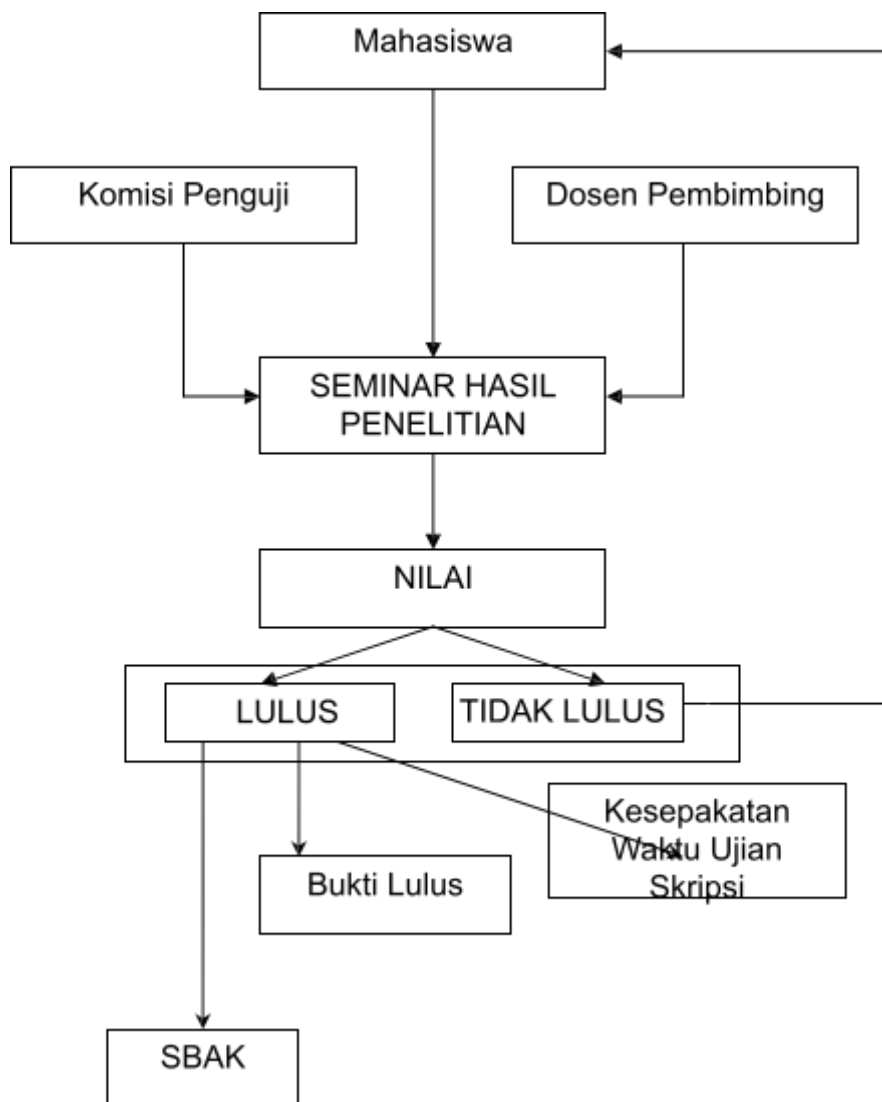 Mahasiswa
Komisi Penguji
Dosen Pembimbing
SEMINAR HASIL
PENELITIAN
NILAI
LULUS
TIDAK LULUS
Kesepakatan
Waktu Ujian
Skripsi
Bukti Lulus
SBAK